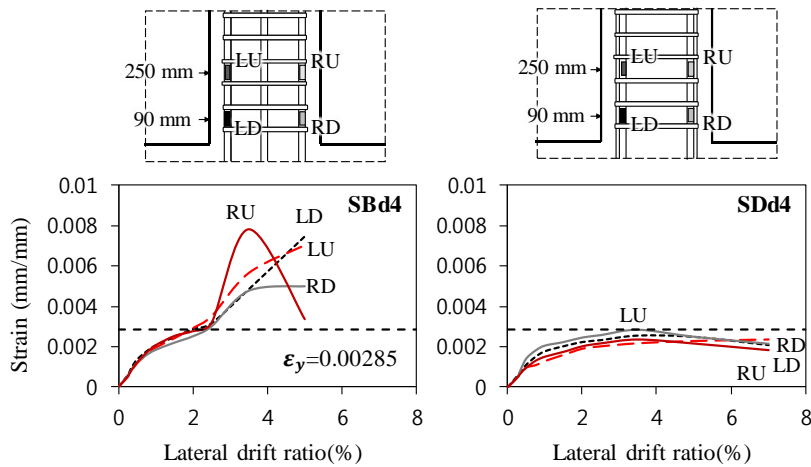 LU RU
250 mm
90 mm
LD RD
LU RU
250 mm
90 mm
LD RD
Strain (mm/mm)
0.01
0.008
0.006
0.004
0.002
0
SBd4
RU
LD
LU
RD
εy=0.00285
0 2 4 6 8
Lateral drift ratio(%)
0.01
0.008
0.006
0.004
0.002
0
SDd4
LU
RD
LD
RU
0 2 4 6 8
Lateral drift ratio(%)